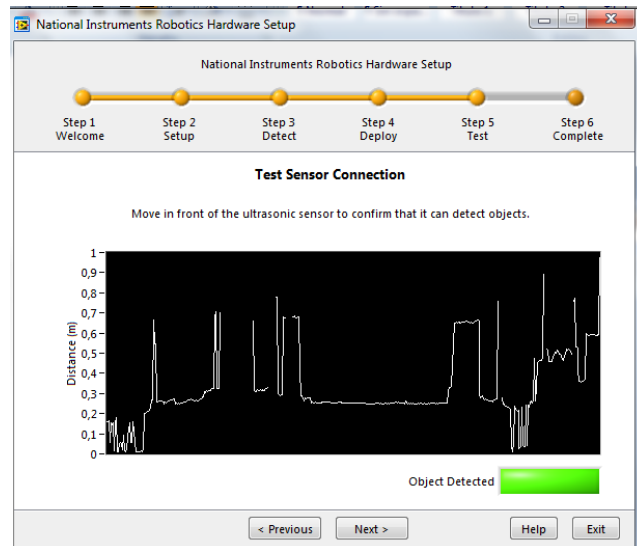 National Instruments Robotics Hardware Setup
National Instruments Robotics Hardware Setup
Step 1 Step 2 Step 3 Step 4 Step 5 Step 6
Welcome Setup Detect Deploy Test Complete
Test Sensor Connection
Move in front of the ultrasonic sensor to confirm that it can detect objects.
1
0,9
0,8
0,7
0,6
0,5
0,4
0,3
0,2
0,1
0
Distance (m)
Object Detected
< Previous Next > Help Exit